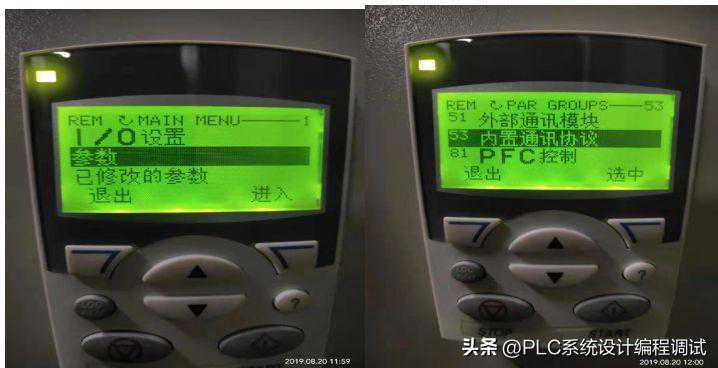 REM ↻ MAIN MENU 1
I/O设置
参数
已修改的参数
退出 进入
?
2019.08.20 11:59
REM ↻ PAR GROUPS 53
51 外部通讯模块
53 内置通讯协议
81 PFC控制
退出 选中
?
STOP START
头条 @PLC系统设计编程调试
2019.08.20 12:00